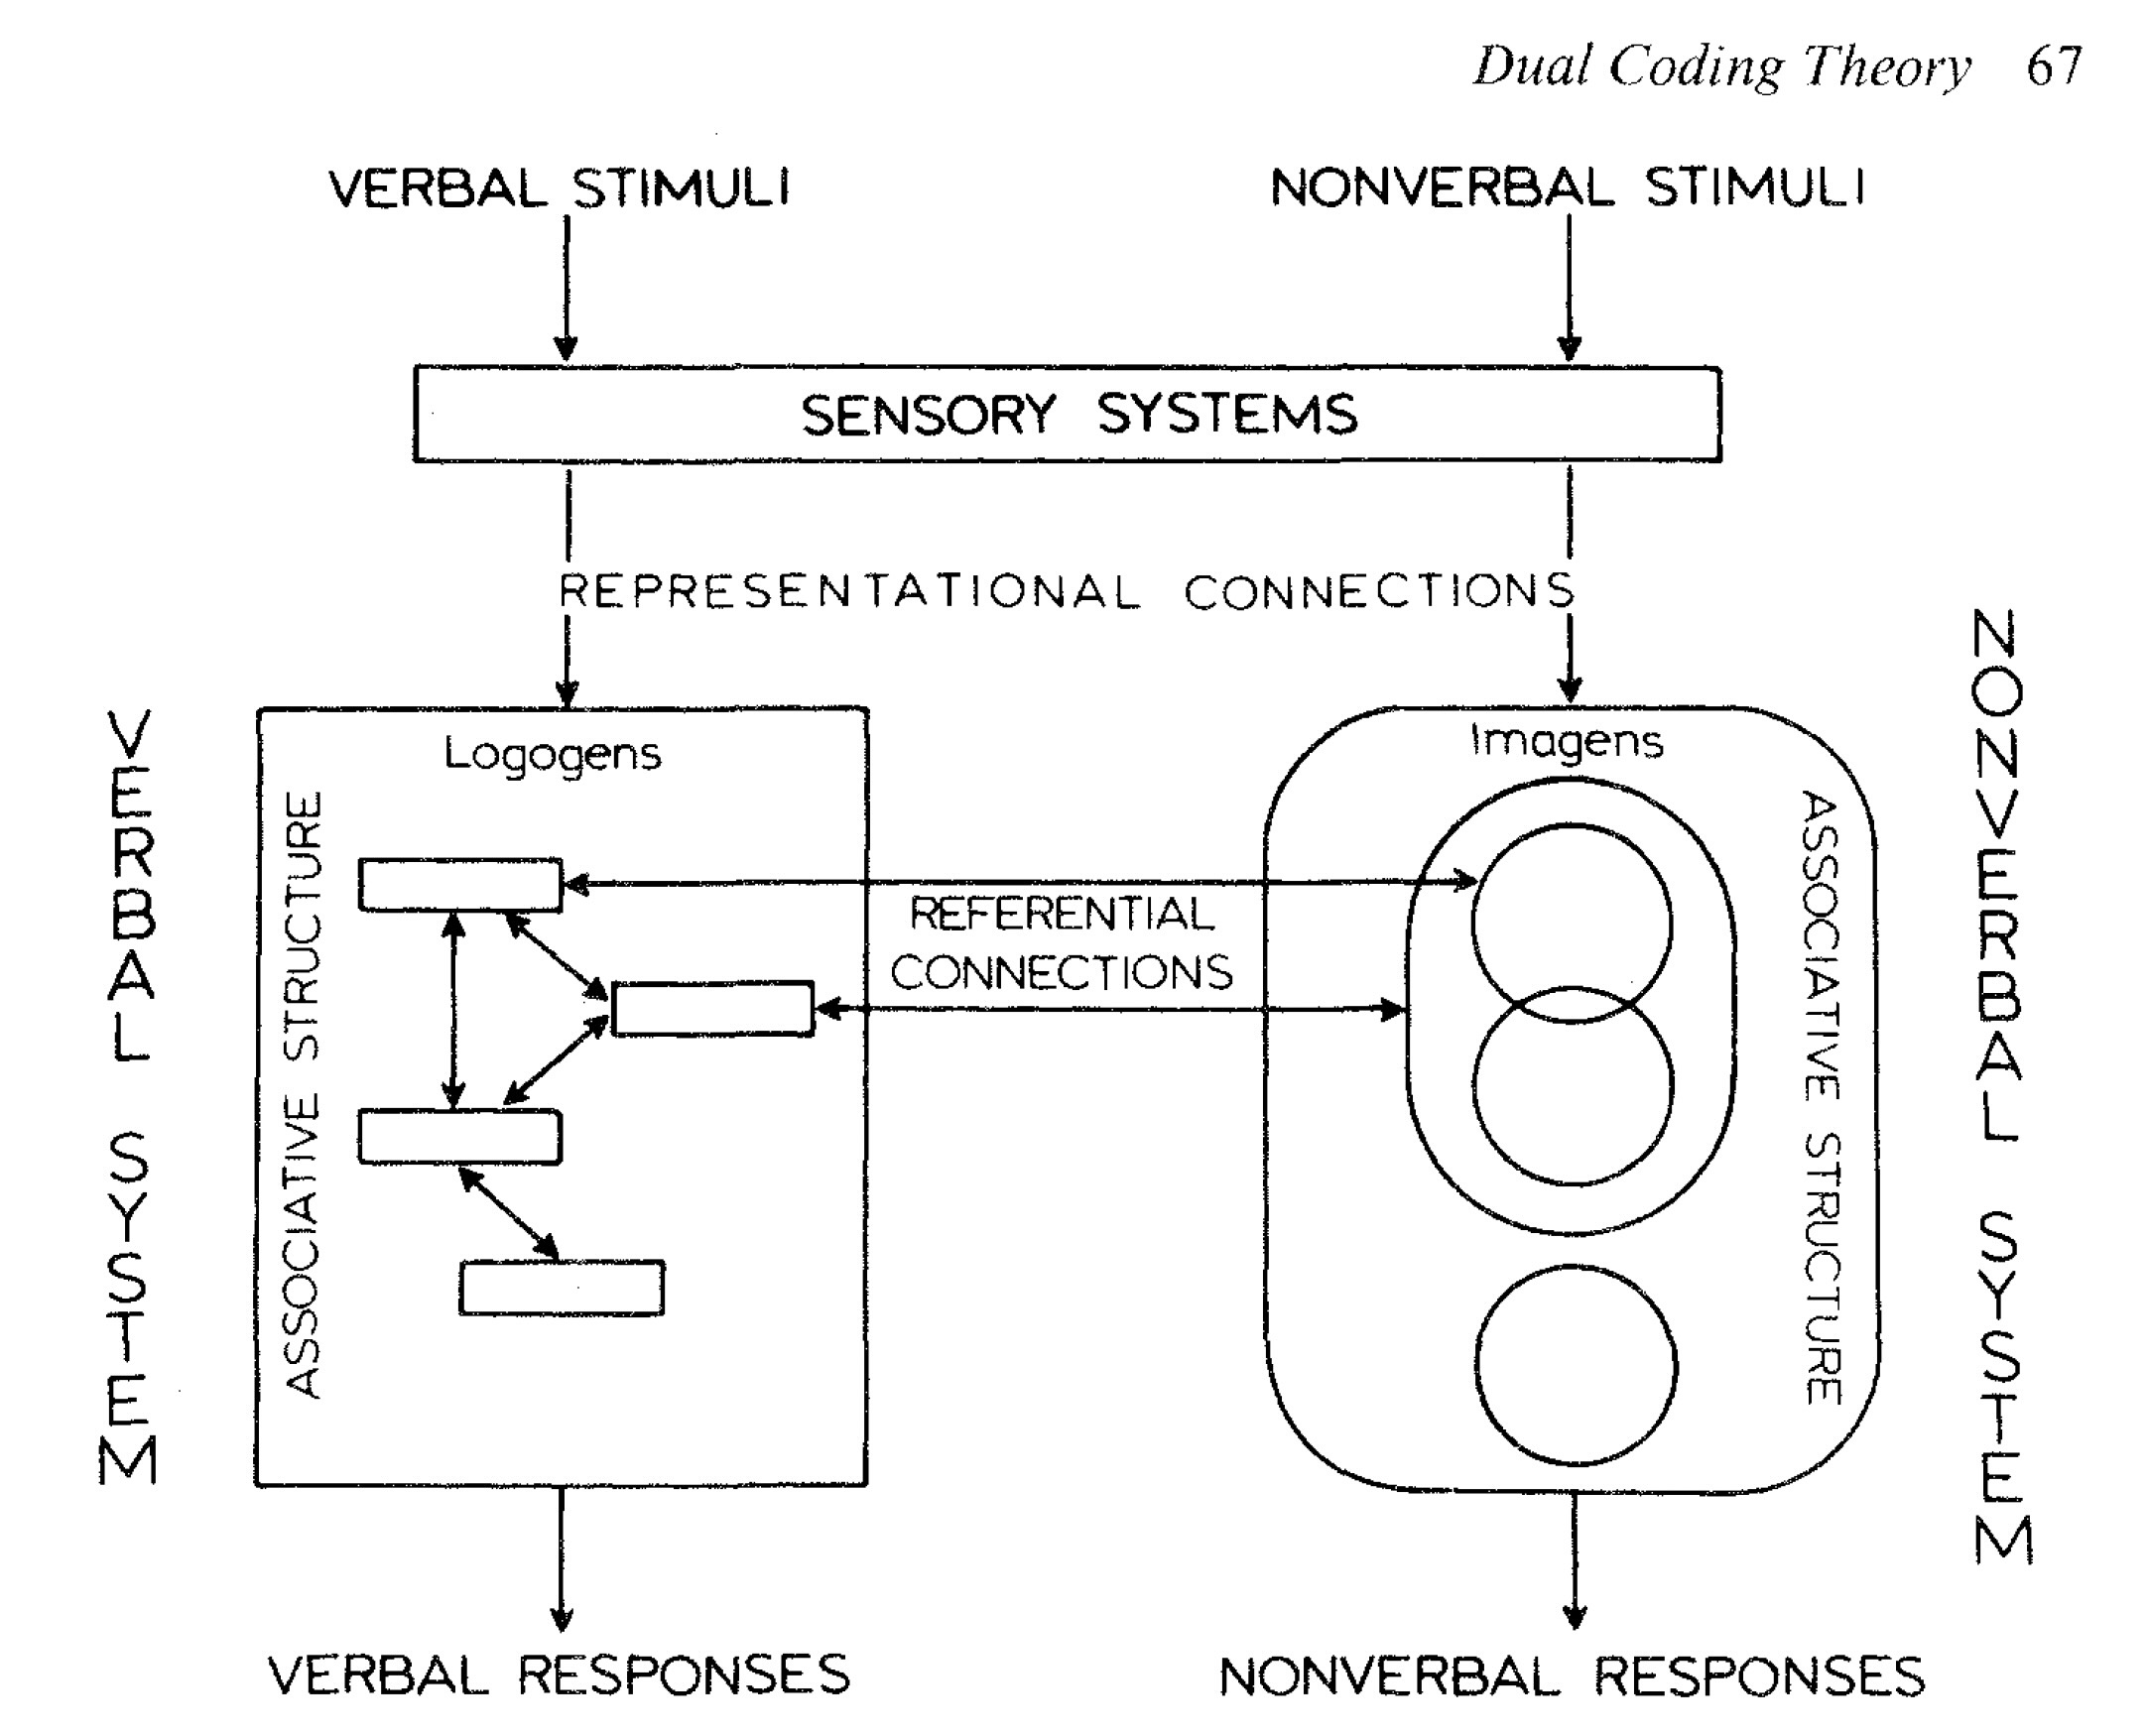 Dual Coding Theory 67
VERBAL STIMULI
NONVERBAL STIMULI
SENSORY SYSTEMS
REPRESENTATIONAL CONNECTIONS
VERBAL SYSTEM
Logogens
ASSOCIATIVE STRUCTURE
REFERENTIAL
CONNECTIONS
Imagens
ASSOCIATIVE STRUCTURE
NONVERBAL SYSTEM
VERBAL RESPONSES
NONVERBAL RESPONSES